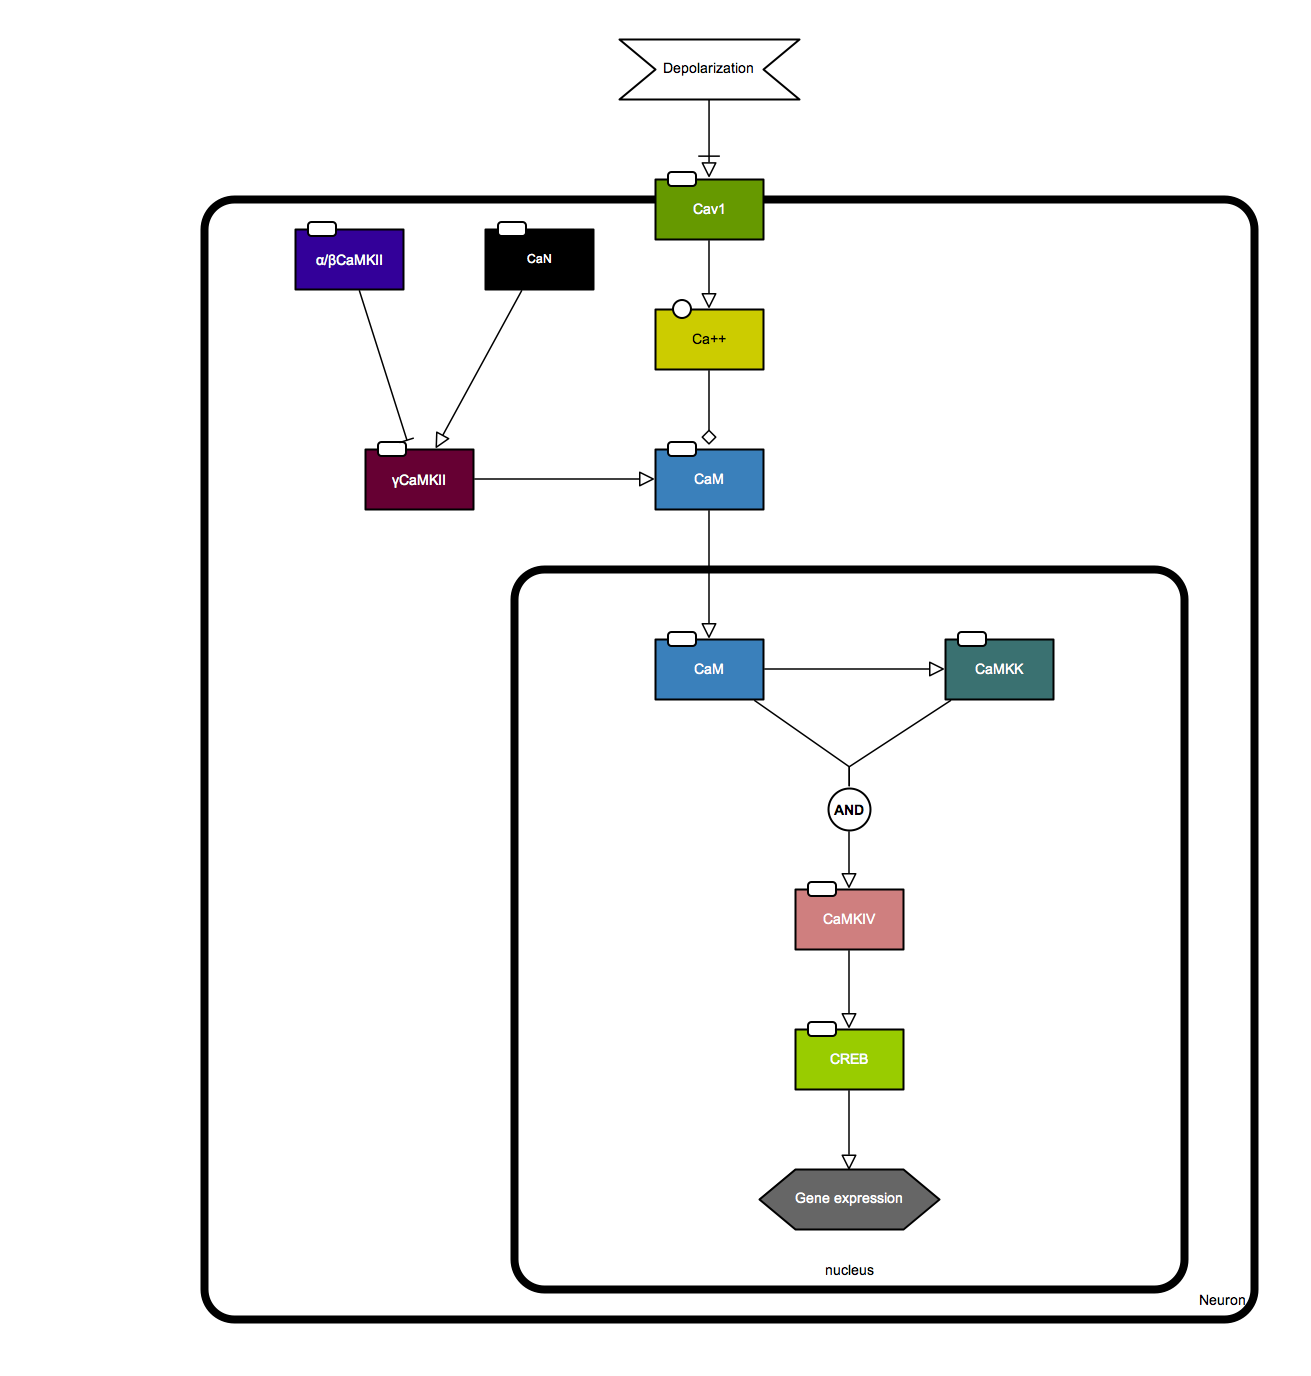 Depolarization
Cav1
α/βCaMKII
CaN
Ca++
γCaMKII
CaM
CaM
CaMKK
AND
CaMKIV
CREB
Gene expression
nucleus
Neuron